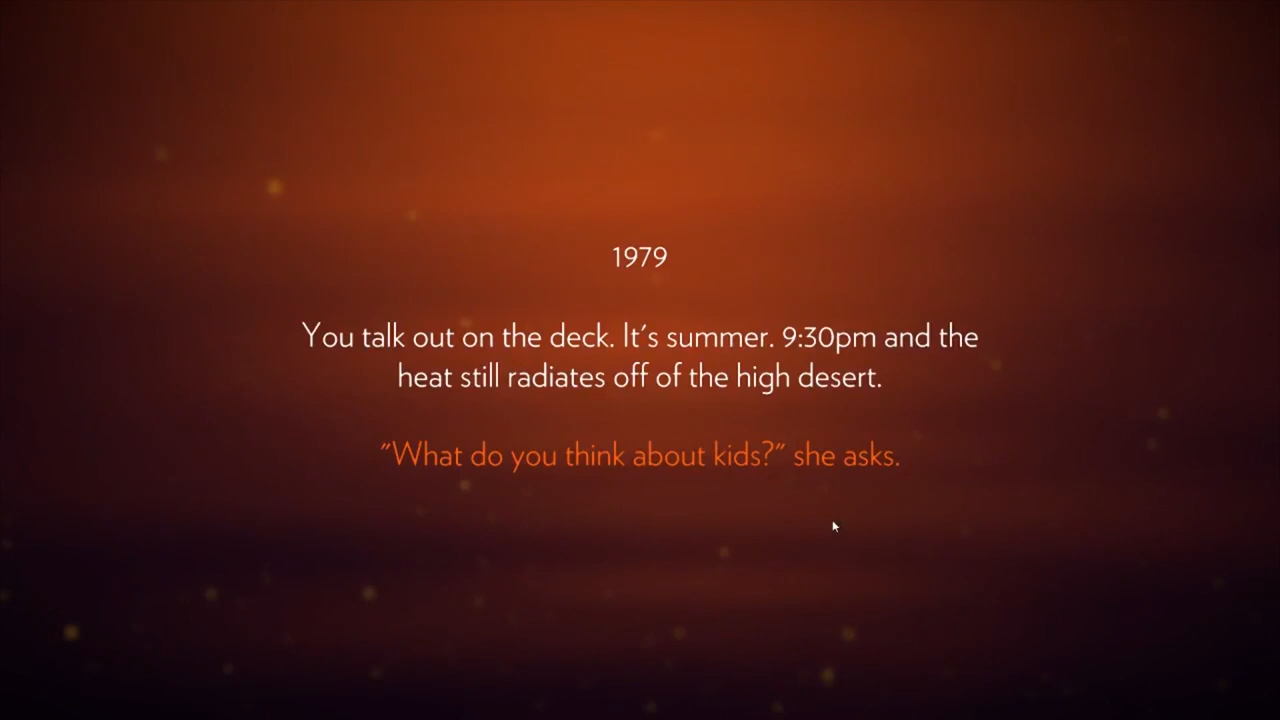 1979
You talk out on the deck. It's summer. 9:30pm and the
heat still radiates off of the high desert.
"What do you think about kids?" she asks.